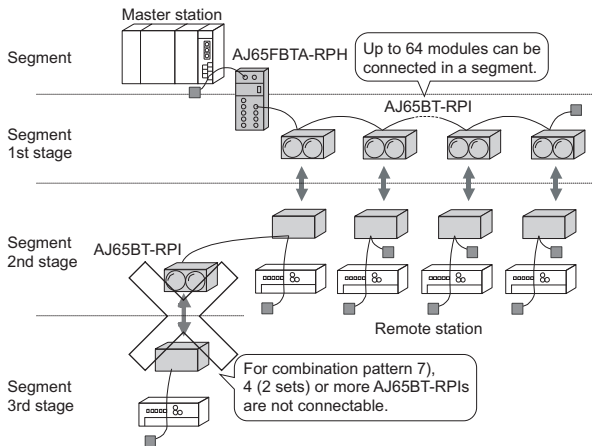 Master station
Segment
AJ65FBTA-RPH
Up to 64 modules can be
connected in a segment.
AJ65BT-RPI
Segment
1st stage
Segment
2nd stage
AJ65BT-RPI
Remote station
Segment
3rd stage
For combination pattern 7),
4 (2 sets) or more AJ65BT-RPIs
are not connectable.